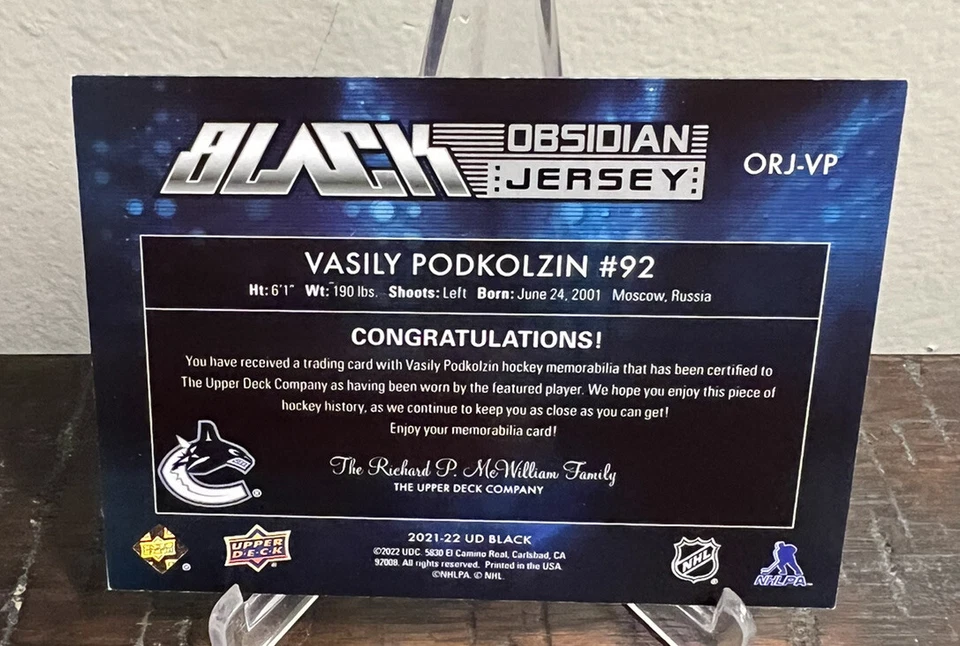 BLACK OBSIDIAN JERSEY
ORJ-VP
VASILY PODKOLZIN #92
Ht: 6'1" Wt: 190 lbs. Shoots: Left Born: June 24, 2001 Moscow, Russia
CONGRATULATIONS!
You have received a trading card with Vasily Podkolzin hockey memorabilia that has been certified to
The Upper Deck Company as having been worn by the featured player. We hope you enjoy this piece of
hockey history, as we continue to keep you as close as you can get!
Enjoy your memorabilia card!
The Richard P. McWilliam Family
THE UPPER DECK COMPANY
®
UPPER DECK
2021-22 UD BLACK
©2022 UDC. 5830 El Camino Real, Carlsbad, CA
92008. All rights reserved. Printed in the USA.
©NHLPA. © NHL.
NHL
NHLPA